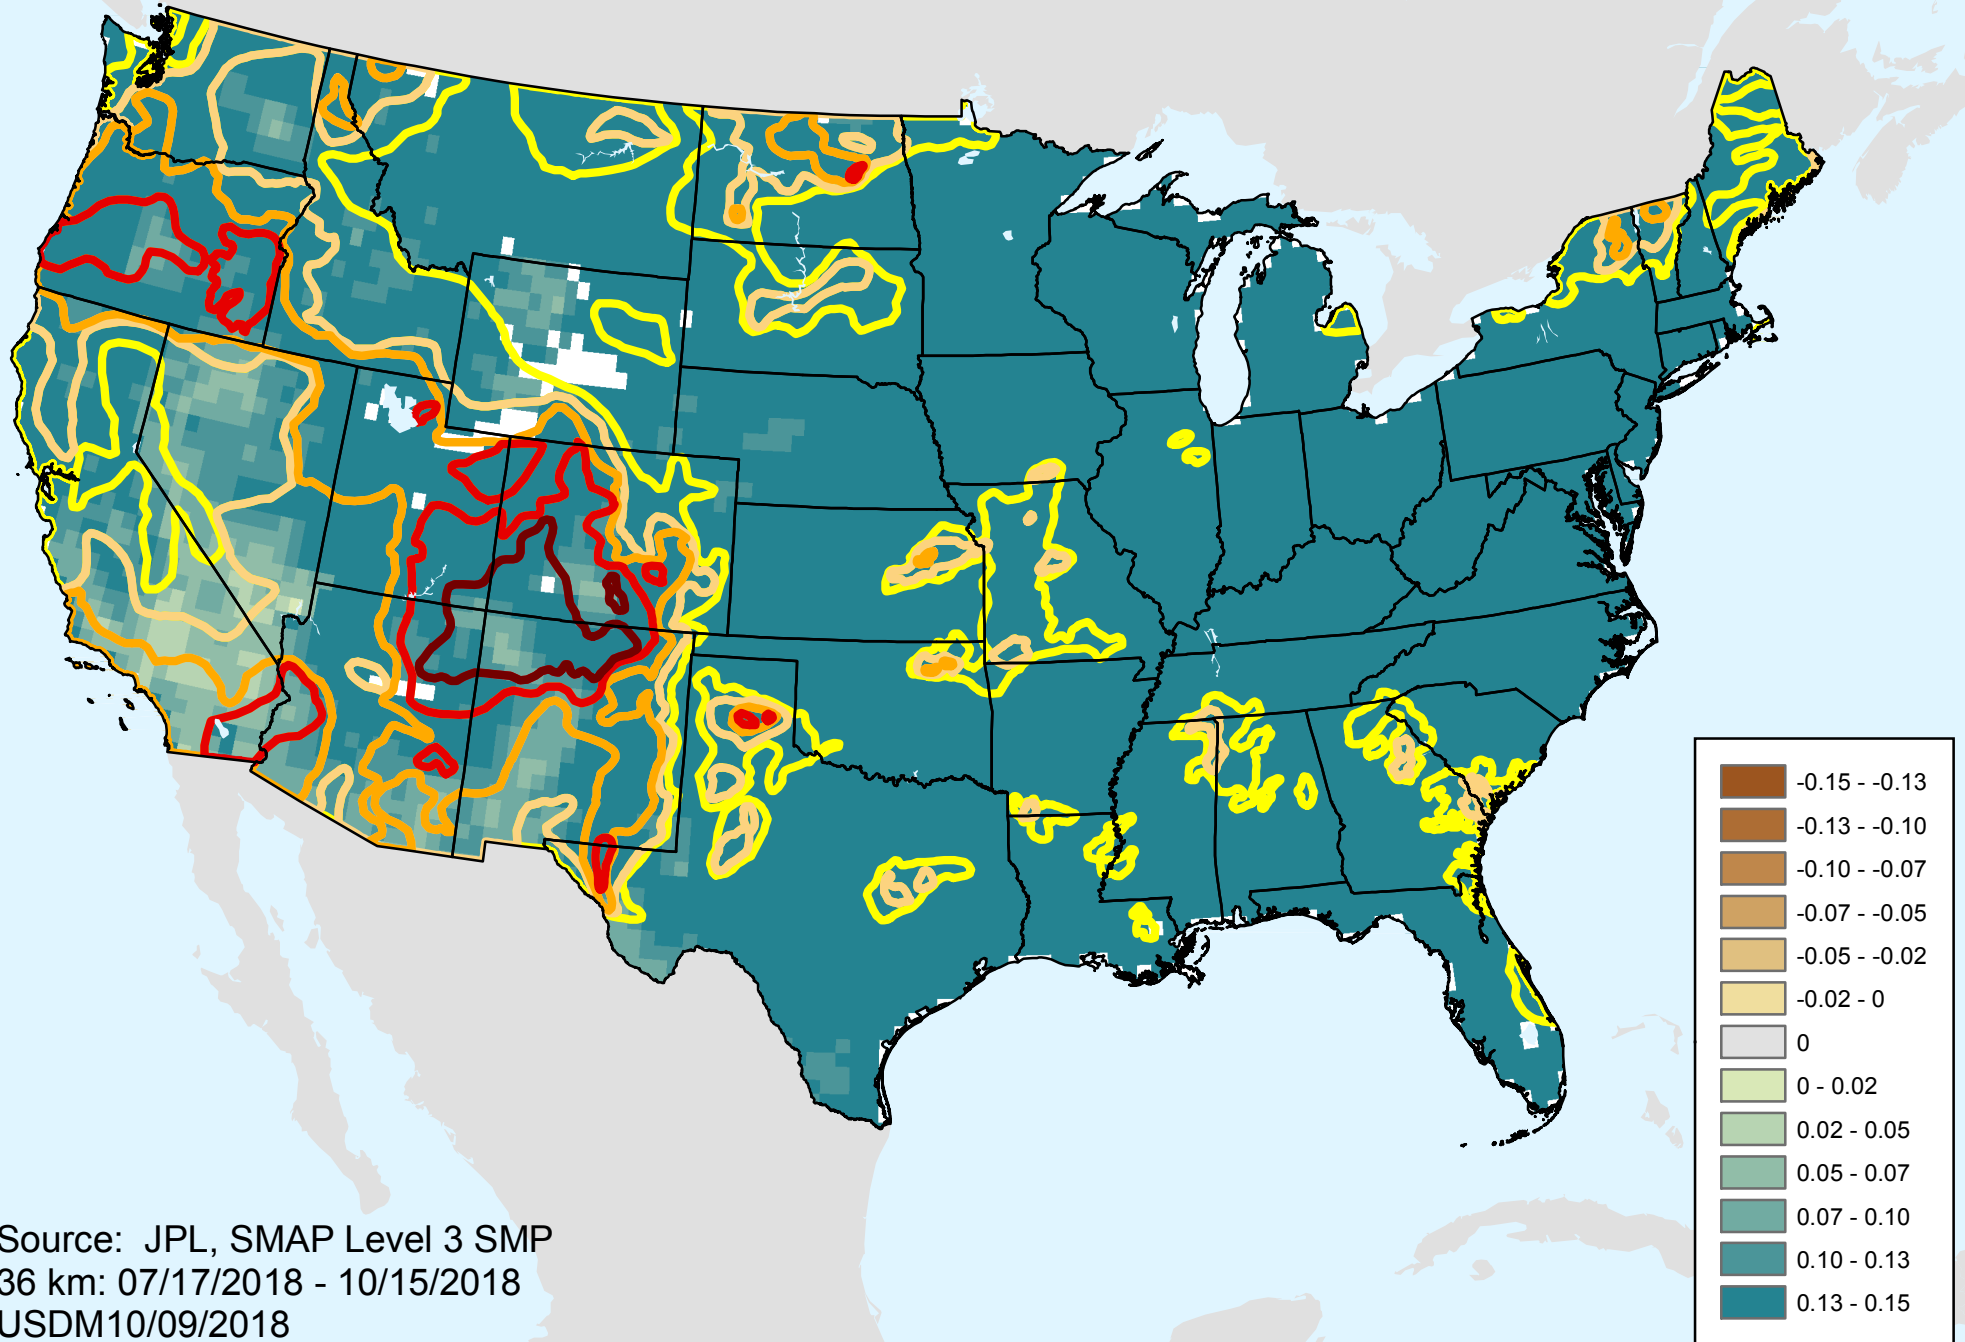 -0.15 - -0.13
-0.13 - -0.10
-0.10 - -0.07
-0.07 - -0.05
-0.05 - -0.02
-0.02 - 0
0
0 - 0.02
0.02 - 0.05
0.05 - 0.07
0.07 - 0.10
0.10 - 0.13
0.13 - 0.15
Source: JPL, SMAP Level 3 SMP
36 km: 07/17/2018 - 10/15/2018
USDM10/09/2018